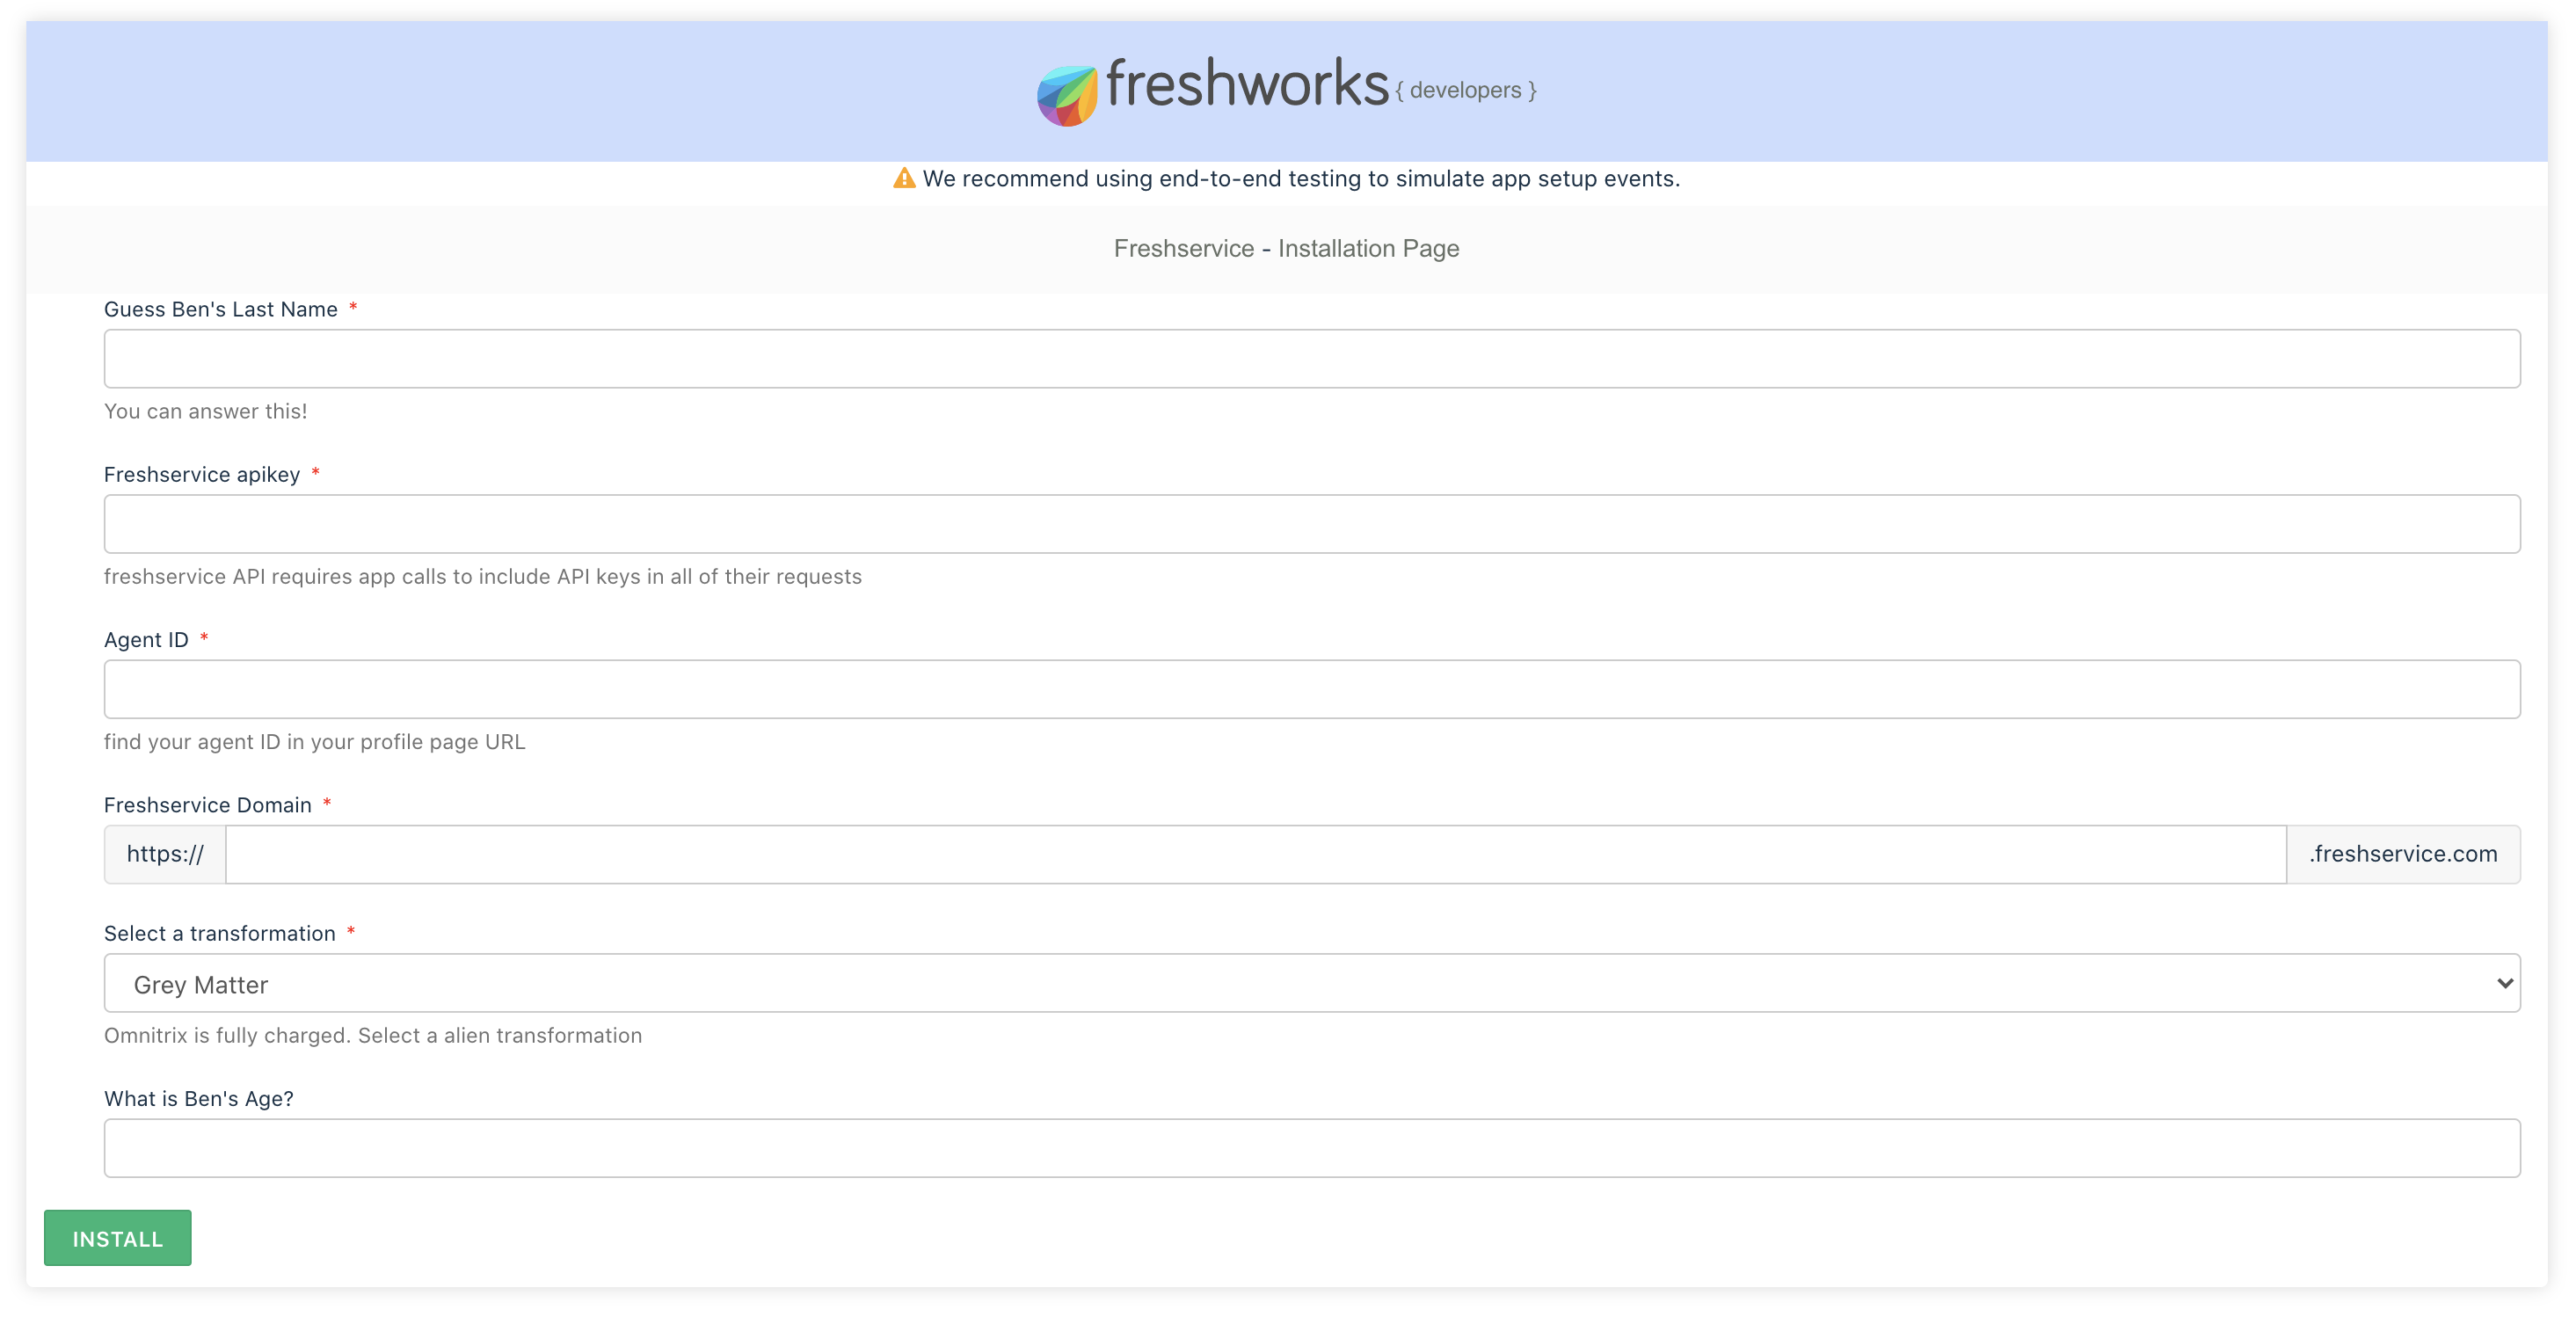 freshworks { developers }
We recommend using end-to-end testing to simulate app setup events.
Freshservice - Installation Page
Guess Ben's Last Name *
You can answer this!
Freshservice apikey *
freshservice API requires app calls to include API keys in all of their requests
Agent ID *
find your agent ID in your profile page URL
Freshservice Domain *
https:// .freshservice.com
Select a transformation *
Grey Matter
Omnitrix is fully charged. Select a alien transformation
What is Ben's Age?
INSTALL